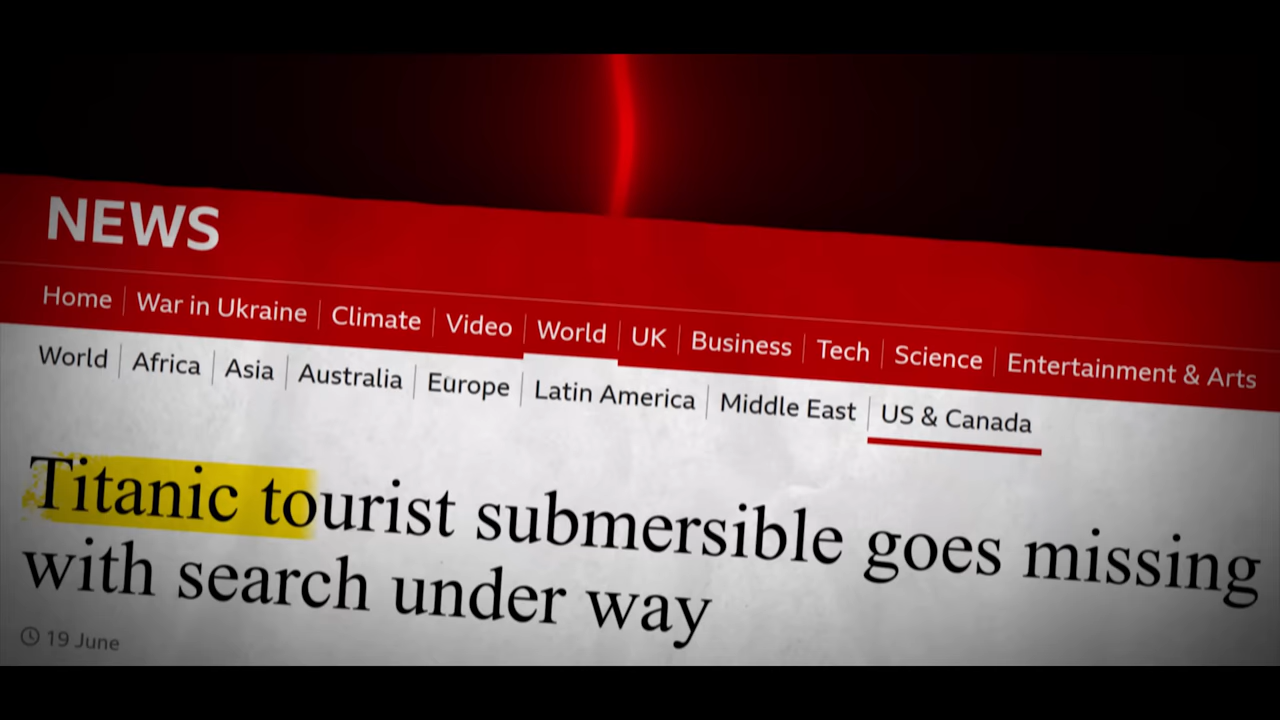 NEWS
Home War in Ukraine Climate Video World UK Business Tech Science Entertainment & Arts
World Africa Asia Australia Europe Latin America Middle East US & Canada
Titanic tourist submersible goes missing
with search under way
19 June